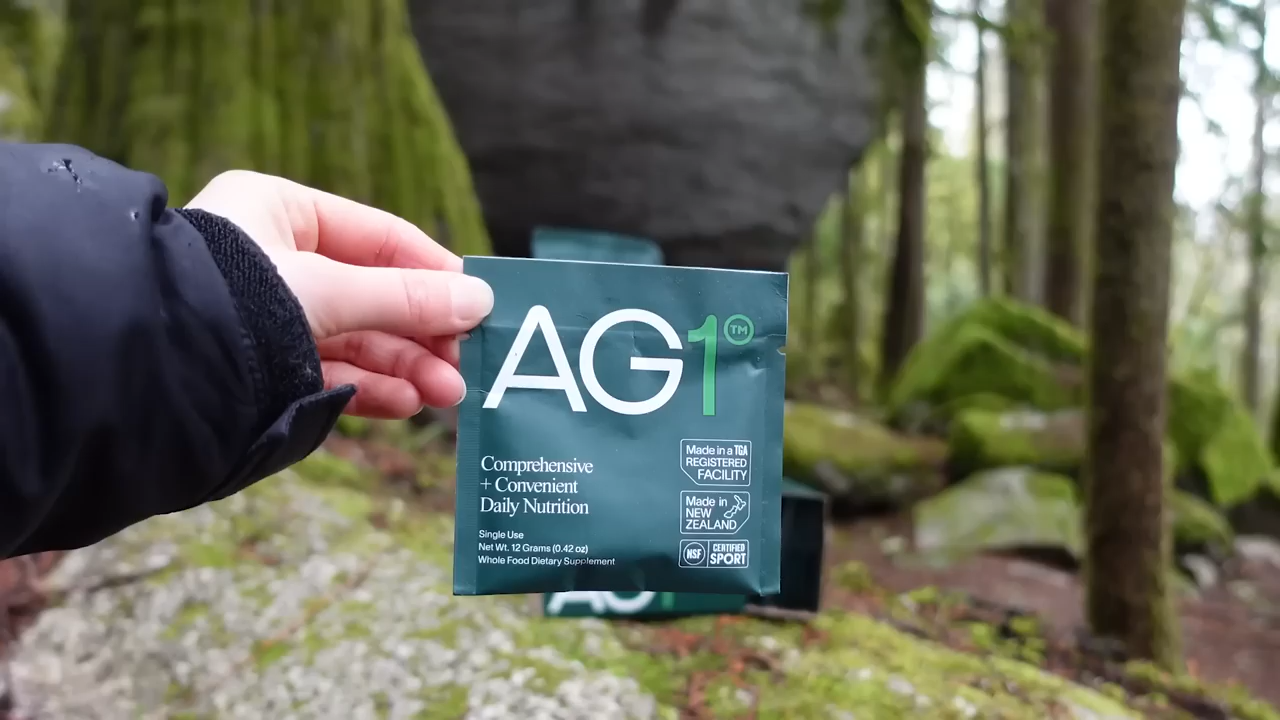 AG1™
Comprehensive
+ Convenient
Daily Nutrition
Single Use
Net Wt. 12 Grams (0.42 oz)
Whole Food Dietary Supplement
Made in a TGA
REGISTERED
FACILITY
Made in
NEW
ZEALAND
NSF
CERTIFIED
SPORT
AG1